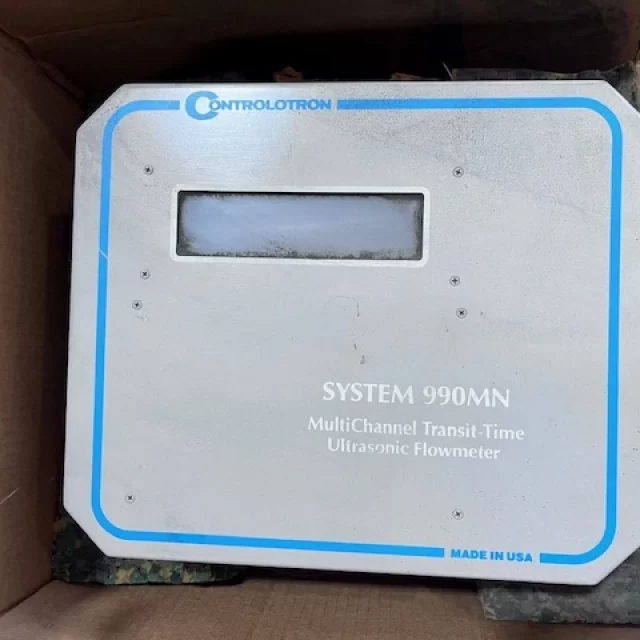 CONTROLOTRON
SYSTEM 990MN
MultiChannel Transit-Time
Ultrasonic Flowmeter
MADE IN USA